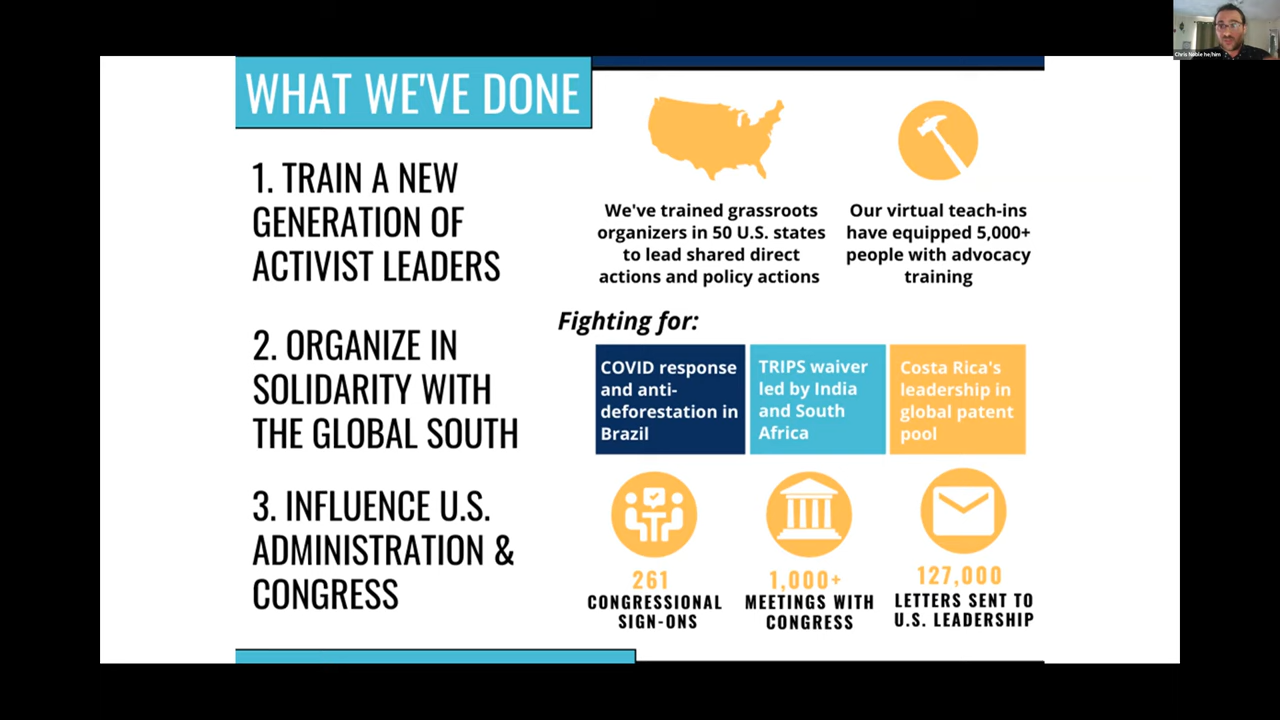 Chris Noble he/him
WHAT WE'VE DONE
1. TRAIN A NEW
GENERATION OF
ACTIVIST LEADERS
We've trained grassroots
organizers in 50 U.S. states
to lead shared direct
actions and policy actions
Our virtual teach-ins
have equipped 5,000+
people with advocacy
training
2. ORGANIZE IN
SOLIDARITY WITH
THE GLOBAL SOUTH
Fighting for:
COVID response
and anti-
deforestation in
Brazil
TRIPS waiver
led by India
and South
Africa
Costa Rica's
leadership in
global patent
pool
3. INFLUENCE U.S.
ADMINISTRATION &
CONGRESS
261
CONGRESSIONAL
SIGN-ONS
1,000+
MEETINGS WITH
CONGRESS
127,000
LETTERS SENT TO
U.S. LEADERSHIP